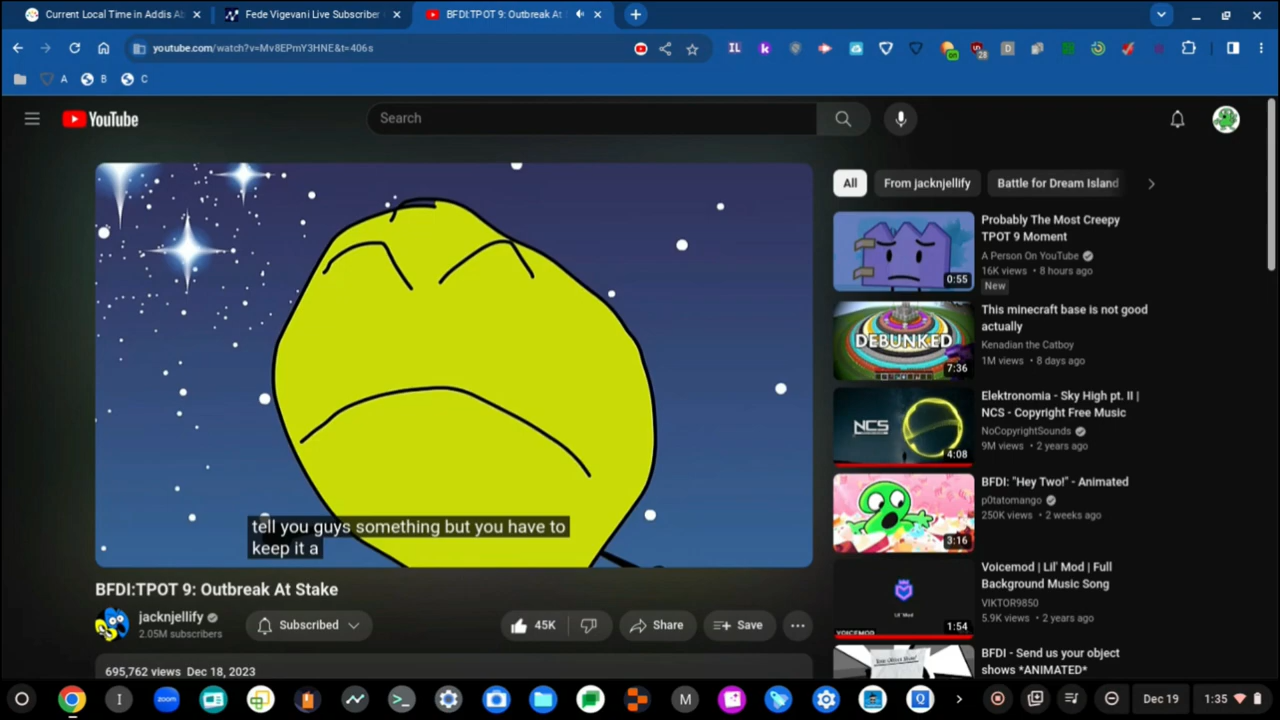 Current Local Time in Addis Ab
Fede Vigevani Live Subscriber
BFDI:TPOT 9: Outbreak At S
youtube.com/watch?v=Mv8EPmY3HNE&t=406s
A
B
C
YouTube
Search
All
From jacknjellify
Battle for Dream Island
Probably The Most Creepy
TPOT 9 Moment
A Person On YouTube
16K views • 8 hours ago
New
0:55
This minecraft base is not good
actually
Kenadian the Catboy
1M views • 8 days ago
DEBUNKED
7:36
Elektronomia - Sky High pt. II |
NCS - Copyright Free Music
NoCopyrightSounds
9M views • 2 years ago
NCS
4:08
BFDI: "Hey Two!" - Animated
p0tatomango
250K views • 2 weeks ago
3:16
Voicemod | Lil' Mod | Full
Background Music Song
VIKTOR9850
5.9K views • 2 years ago
Lil' Mod
VOICEMOD
1:54
BFDI - Send us your object
shows *ANIMATED*
tell you guys something but you have to
keep it a
BFDI:TPOT 9: Outbreak At Stake
jacknjellify
2.05M subscribers
Subscribed
45K
Share
Save
695,762 views Dec 18, 2023
zoom
Dec 19
1:35